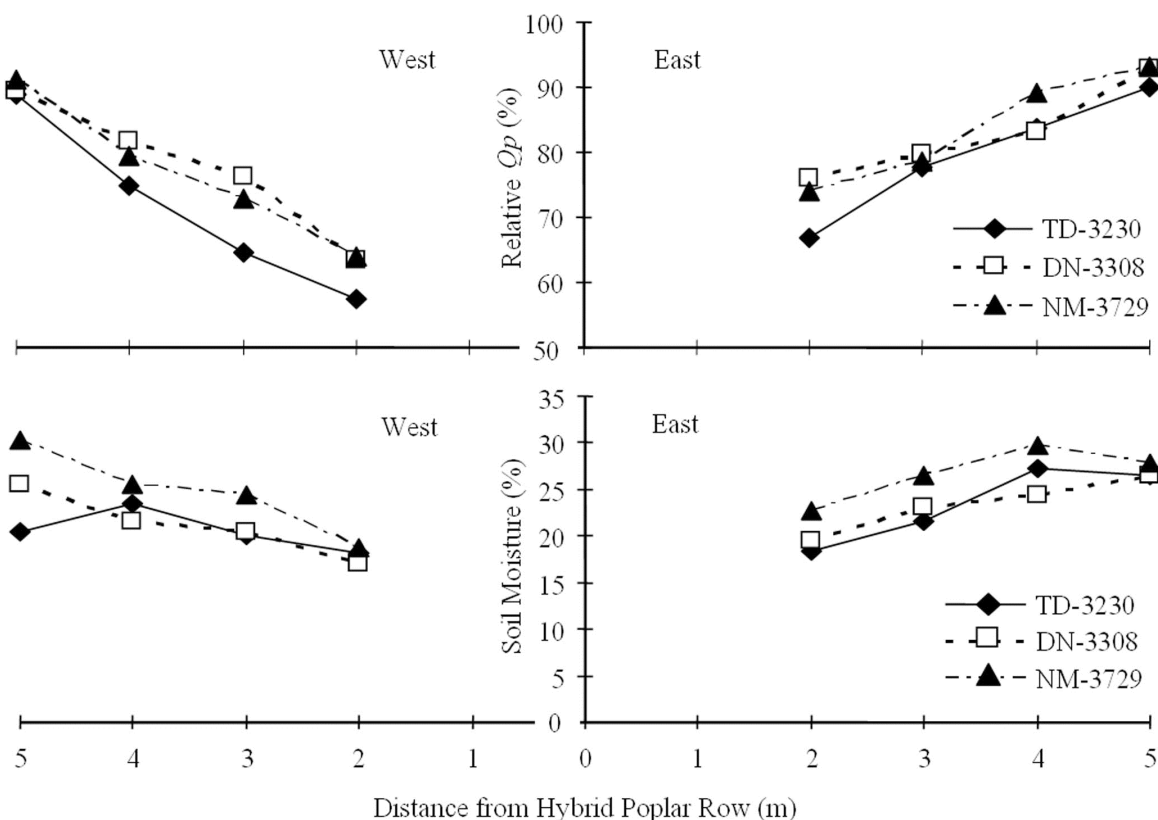 100
90
80
70
60
50
Relative Qp (%)
West
East
TD-3230
DN-3308
NM-3729
35
30
25
20
15
10
5
0
Soil Moisture (%)
West
East
TD-3230
DN-3308
NM-3729
5 4 3 2 1 0 1 2 3 4 5
Distance from Hybrid Poplar Row (m)